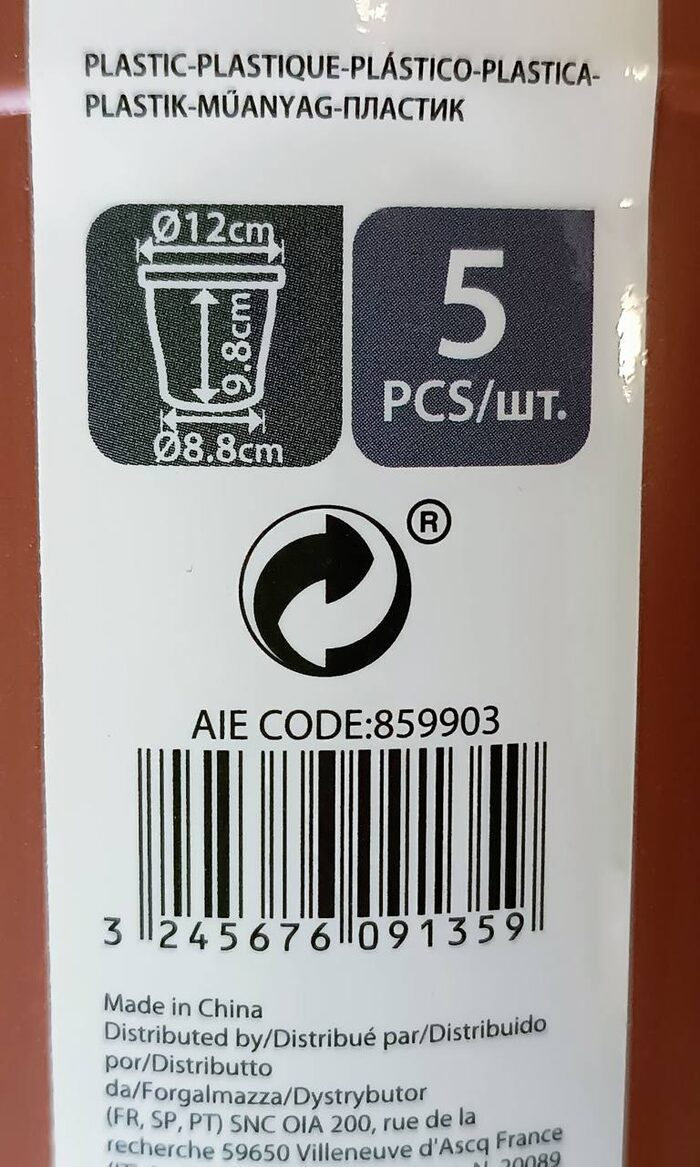 PLASTIC-PLASTIQUE-PLÁSTICO-PLASTICA-
PLASTIK-MŰANYAG-ПЛАСТИК
Ø12cm
9.8cm
Ø8.8cm
5
PCS/шт.
®
AIE CODE:859903
3 245676 091359
Made in China
Distributed by/Distribué par/Distribuido
por/Distributto
da/Forgalmazza/Dystrybutor
(FR, SP, PT) SNC OIA 200, rue de la
recherche 59650 Villeneuve d'Ascq France
20089